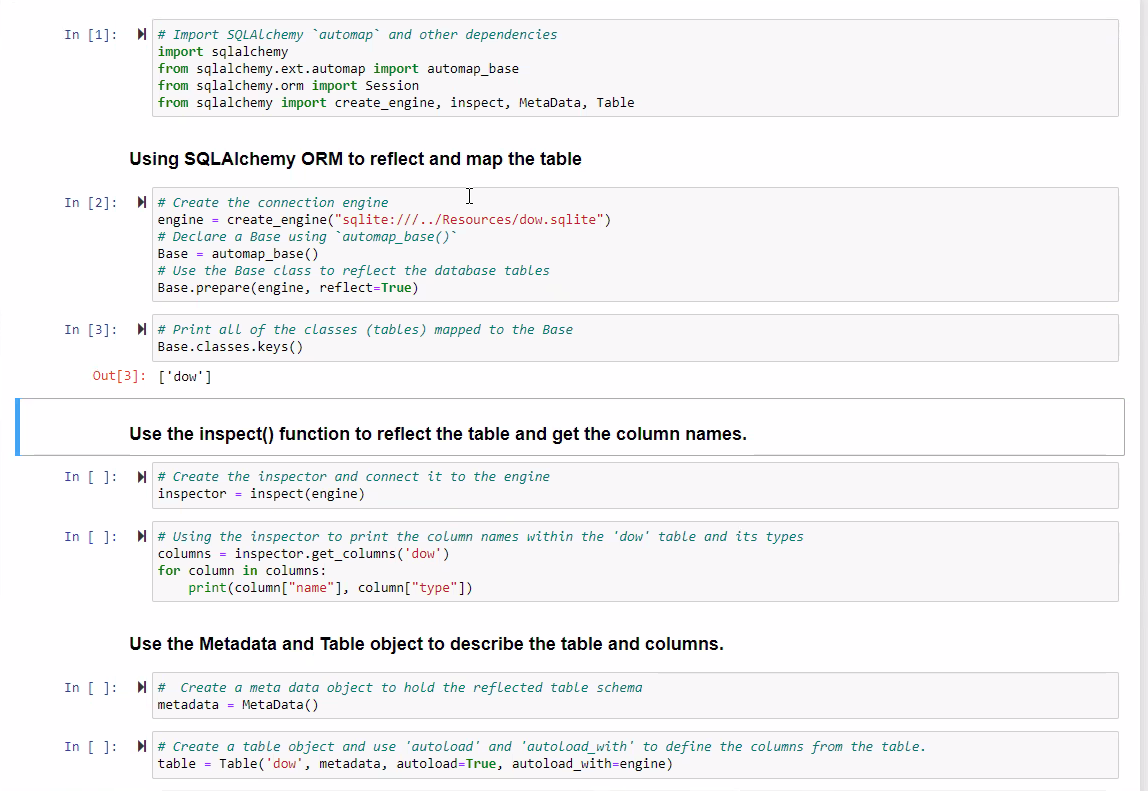 In [1]:
# Import SQLAlchemy `automap` and other dependencies
import sqlalchemy
from sqlalchemy.ext.automap import automap_base
from sqlalchemy.orm import Session
from sqlalchemy import create_engine, inspect, MetaData, Table
Using SQLAlchemy ORM to reflect and map the table
In [2]:
# Create the connection engine
engine = create_engine("sqlite:///../Resources/dow.sqlite")
# Declare a Base using `automap_base()`
Base = automap_base()
# Use the Base class to reflect the database tables
Base.prepare(engine, reflect=True)
In [3]:
# Print all of the classes (tables) mapped to the Base
Base.classes.keys()
Out[3]: ['dow']
Use the inspect() function to reflect the table and get the column names.
In [ ]:
# Create the inspector and connect it to the engine
inspector = inspect(engine)
In [ ]:
# Using the inspector to print the column names within the 'dow' table and its types
columns = inspector.get_columns('dow')
for column in columns:
    print(column["name"], column["type"])
Use the Metadata and Table object to describe the table and columns.
In [ ]:
#  Create a meta data object to hold the reflected table schema
metadata = MetaData()
In [ ]:
# Create a table object and use 'autoload' and 'autoload_with' to define the columns from the table.
table = Table('dow', metadata, autoload=True, autoload_with=engine)